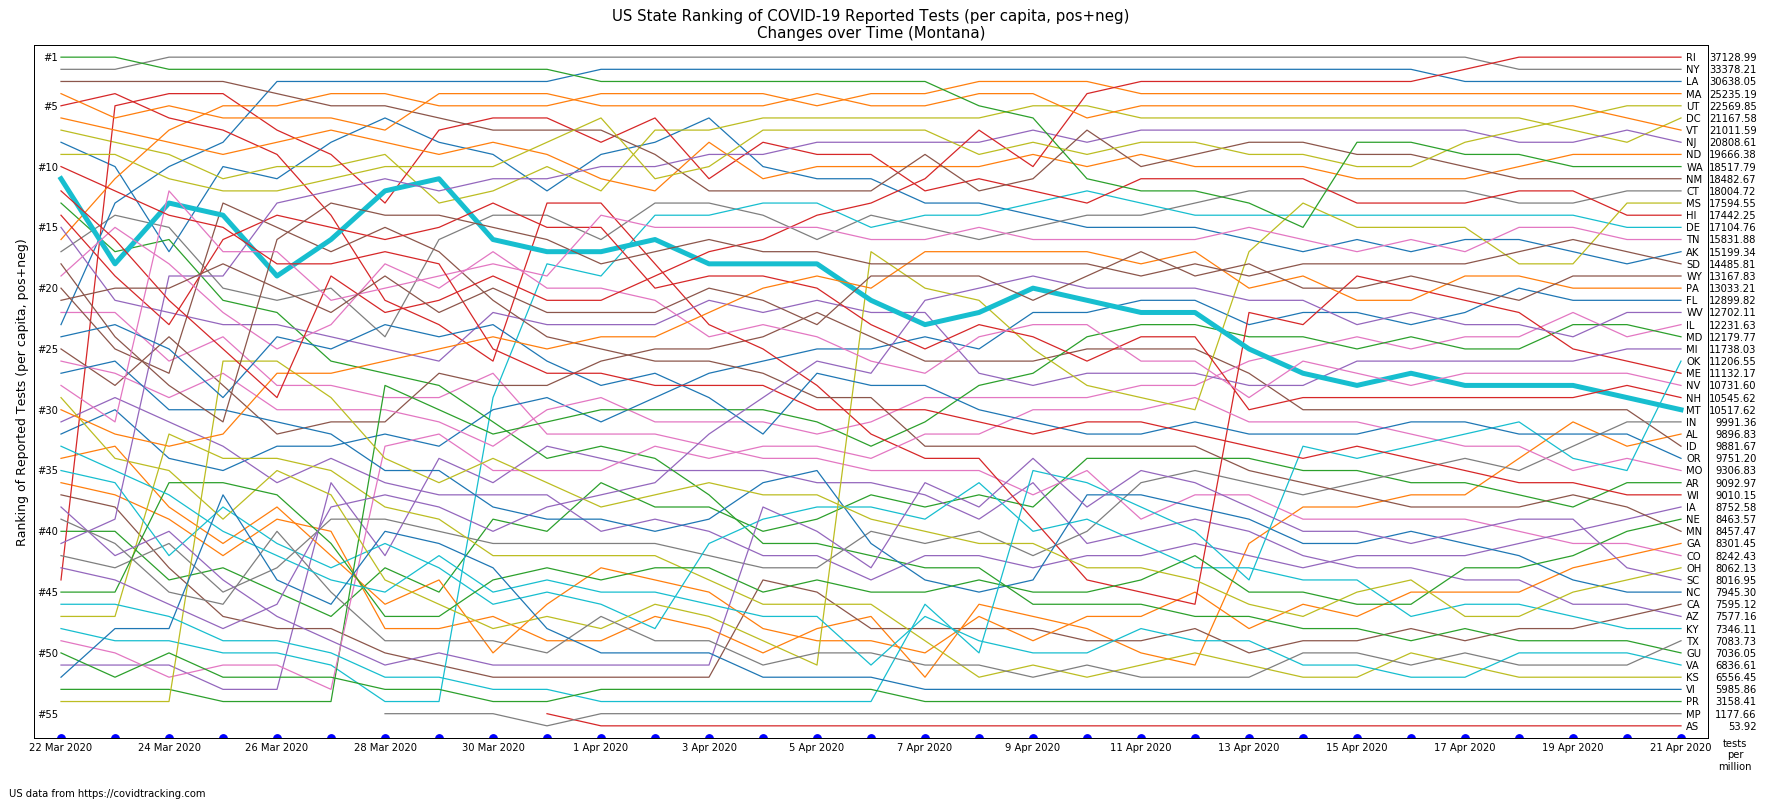 US State Ranking of COVID-19 Reported Tests (per capita, pos+neg)
Changes over Time (Montana)
Ranking of Reported Tests (per capita, pos+neg)
#1
#5
#10
#15
#20
#25
#30
#35
#40
#45
#50
#55
RI 37128.99
NY 33378.21
LA 30638.05
MA 25235.19
UT 22569.85
DC 21167.58
VT 21011.59
NJ 20808.61
ND 19666.38
WA 18517.79
NM 18482.67
CT 18004.72
MS 17594.55
HI 17442.25
DE 17104.76
TN 15831.88
AK 15199.34
SD 14485.81
WY 13167.83
PA 13033.21
FL 12899.82
WV 12702.11
IL 12231.63
MD 12179.77
MI 11738.03
OK 11206.55
ME 11132.17
NV 10731.60
NH 10545.62
MT 10517.62
IN 9991.36
AL 9896.83
ID 9881.67
OR 9751.20
MO 9306.83
AR 9092.97
WI 9010.15
IA 8752.58
NE 8463.57
MN 8457.47
GA 8301.45
CO 8242.43
OH 8062.13
SC 8016.95
NC 7945.30
CA 7595.12
AZ 7577.16
KY 7346.11
TX 7083.73
GU 7036.05
VA 6836.61
KS 6556.45
VI 5985.86
PR 3158.41
MP 1177.66
AS 53.92
22 Mar 2020 24 Mar 2020 26 Mar 2020 28 Mar 2020 30 Mar 2020 1 Apr 2020 3 Apr 2020 5 Apr 2020 7 Apr 2020 9 Apr 2020 11 Apr 2020 13 Apr 2020 15 Apr 2020 17 Apr 2020 19 Apr 2020 21 Apr 2020
tests
per
million
US data from https://covidtracking.com